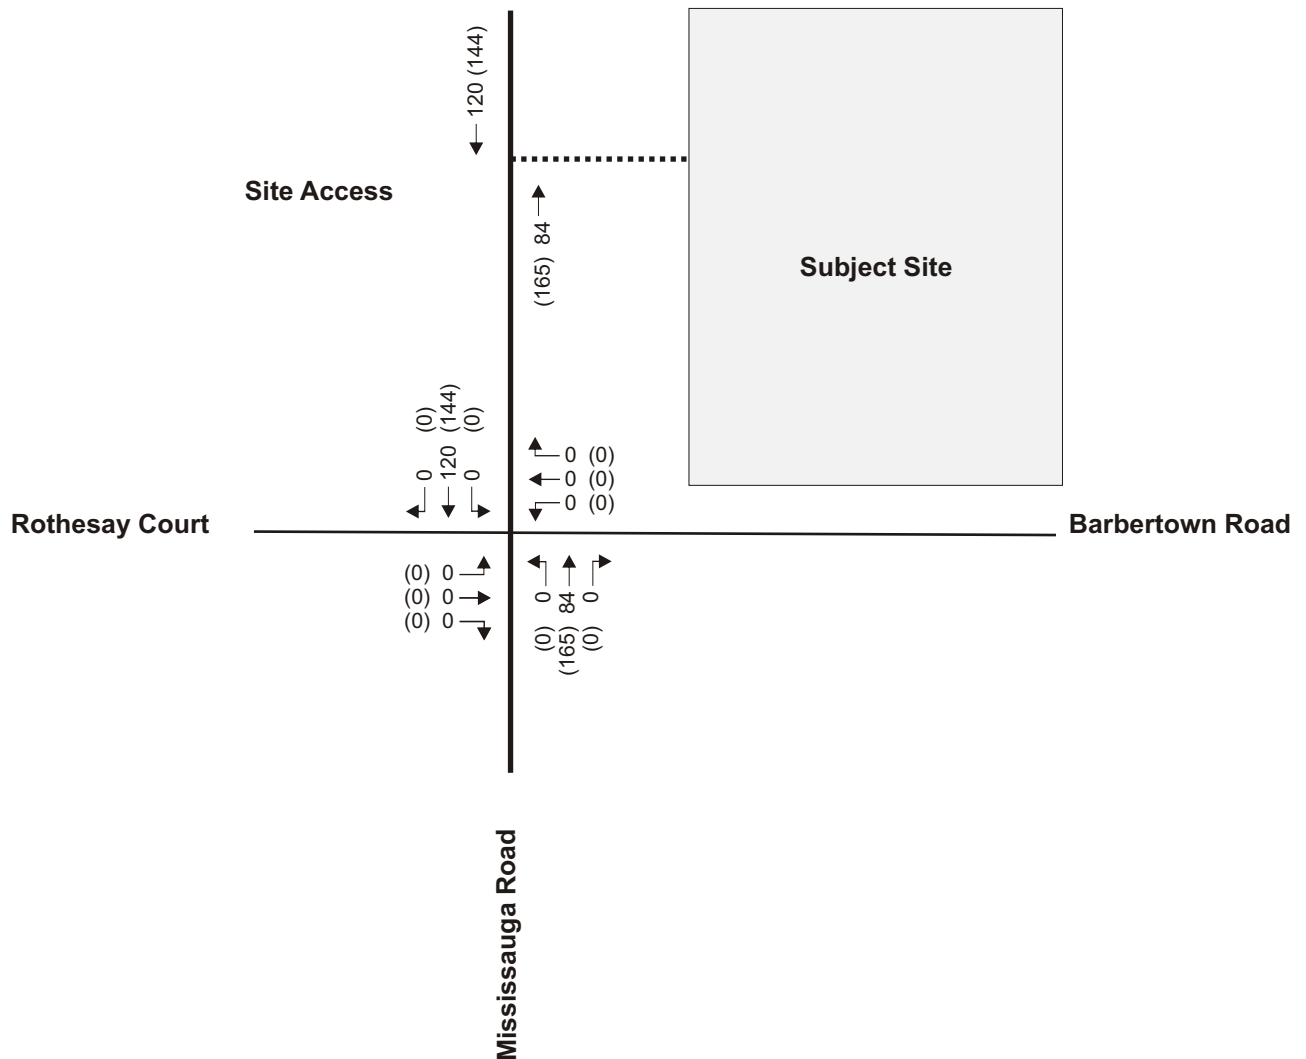 120 (144)
Site Access
(165) 84
Subject Site
0 (0)
120 (144)
0 (0)
0 (0)
0 (0)
0 (0)
Rothesay Court
Barbertown Road
(0) 0
(0) 0
(0) 0
(0) 0
(165) 84
(0) 0
Mississauga Road